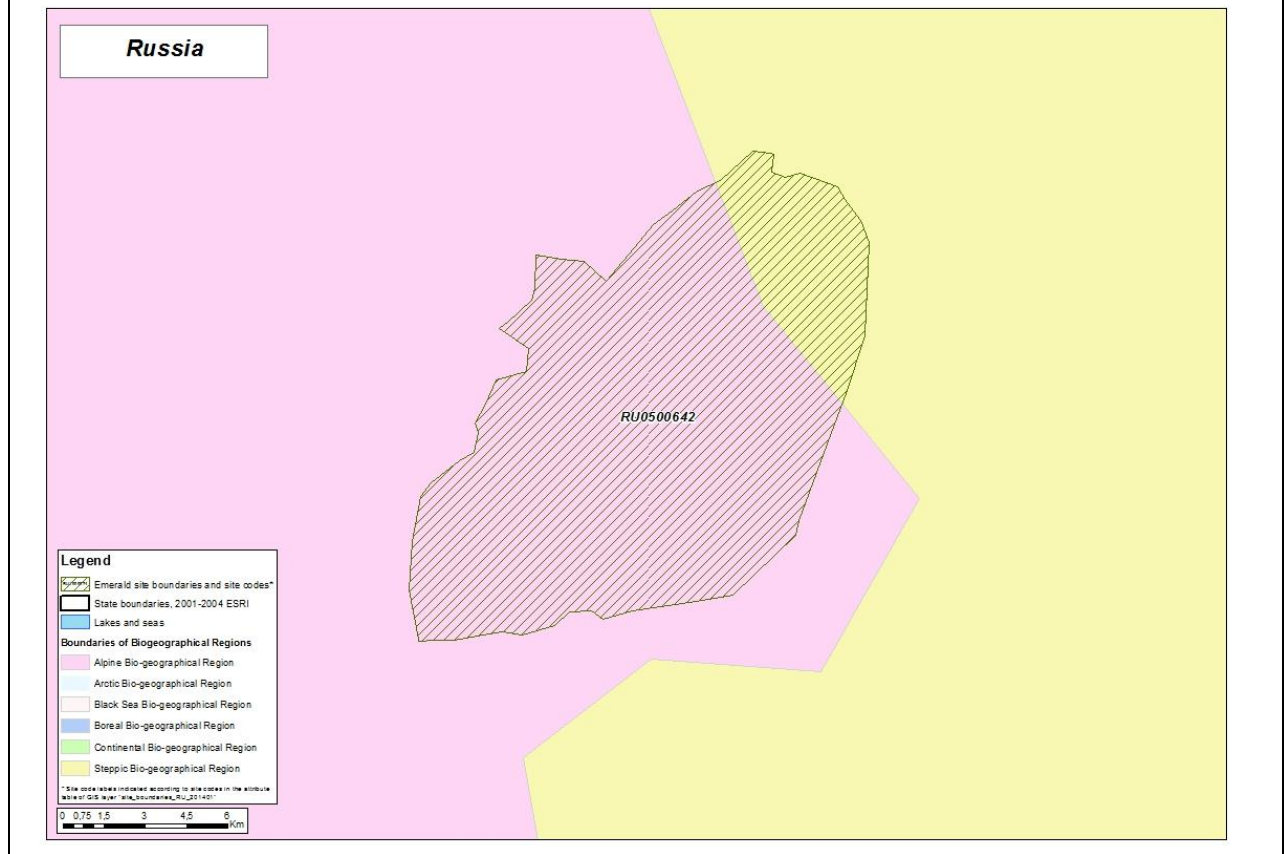 Russia
RU0500642
Legend
Emerald site boundaries and site codes*
State boundaries, 2001-2004 ESRI
Lakes and seas
Boundaries of Biogeographical Regions
Alpine Bio-geographical Region
Arctic Bio-geographical Region
Black Sea Bio-geographical Region
Boreal Bio-geographical Region
Continental Bio-geographical Region
Steppic Bio-geographical Region
* Site code labels indicated according to site codes in the attribute
table of GIS layer "site_boundaries_RU_201401"
0 0,75 1,5 3 4,5 6
Km